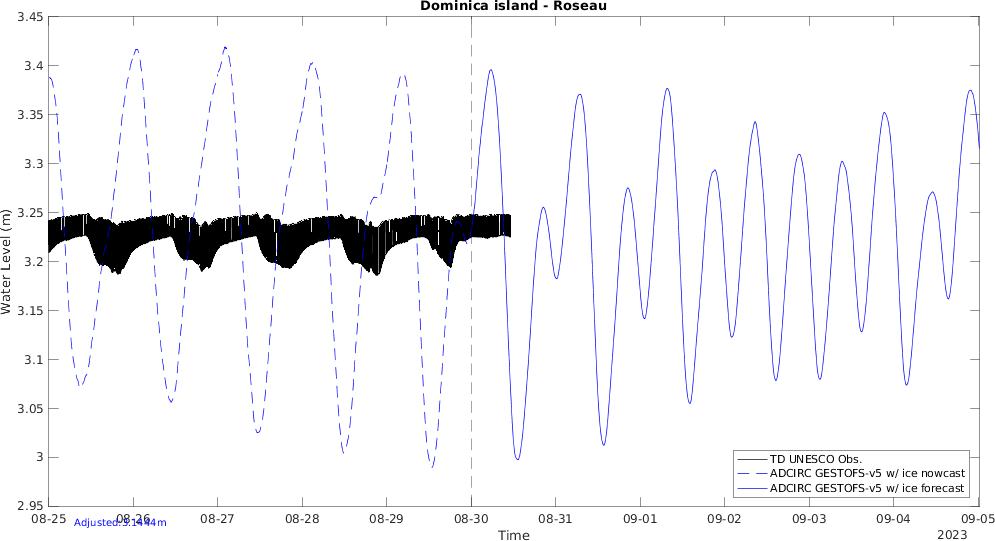 Dominica island - Roseau
3.45
3.4
3.35
3.3
3.25
3.2
3.15
3.1
3.05
3
2.95
Water Level (m)
TD UNESCO Obs.
ADCIRC GESTOFS-v5 w/ ice nowcast
ADCIRC GESTOFS-v5 w/ ice forecast
08-25 08-26 08-27 08-28 08-29 08-30 08-31 09-01 09-02 09-03 09-04 09-05
Adjusted:3.1444m
Time
2023